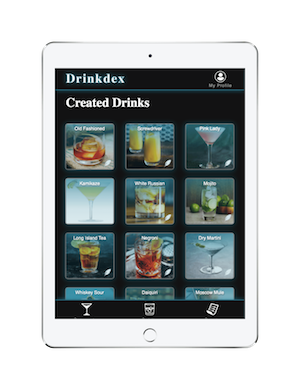 Drinkdex
My Profile
Created Drinks
Old Fashioned
Screwdriver
Pink Lady
Kamikaze
White Russian
Mojito
Long Island Tea
Negroni
Dry Martini
Whiskey Sour
Daiquiri
Moscow Mule